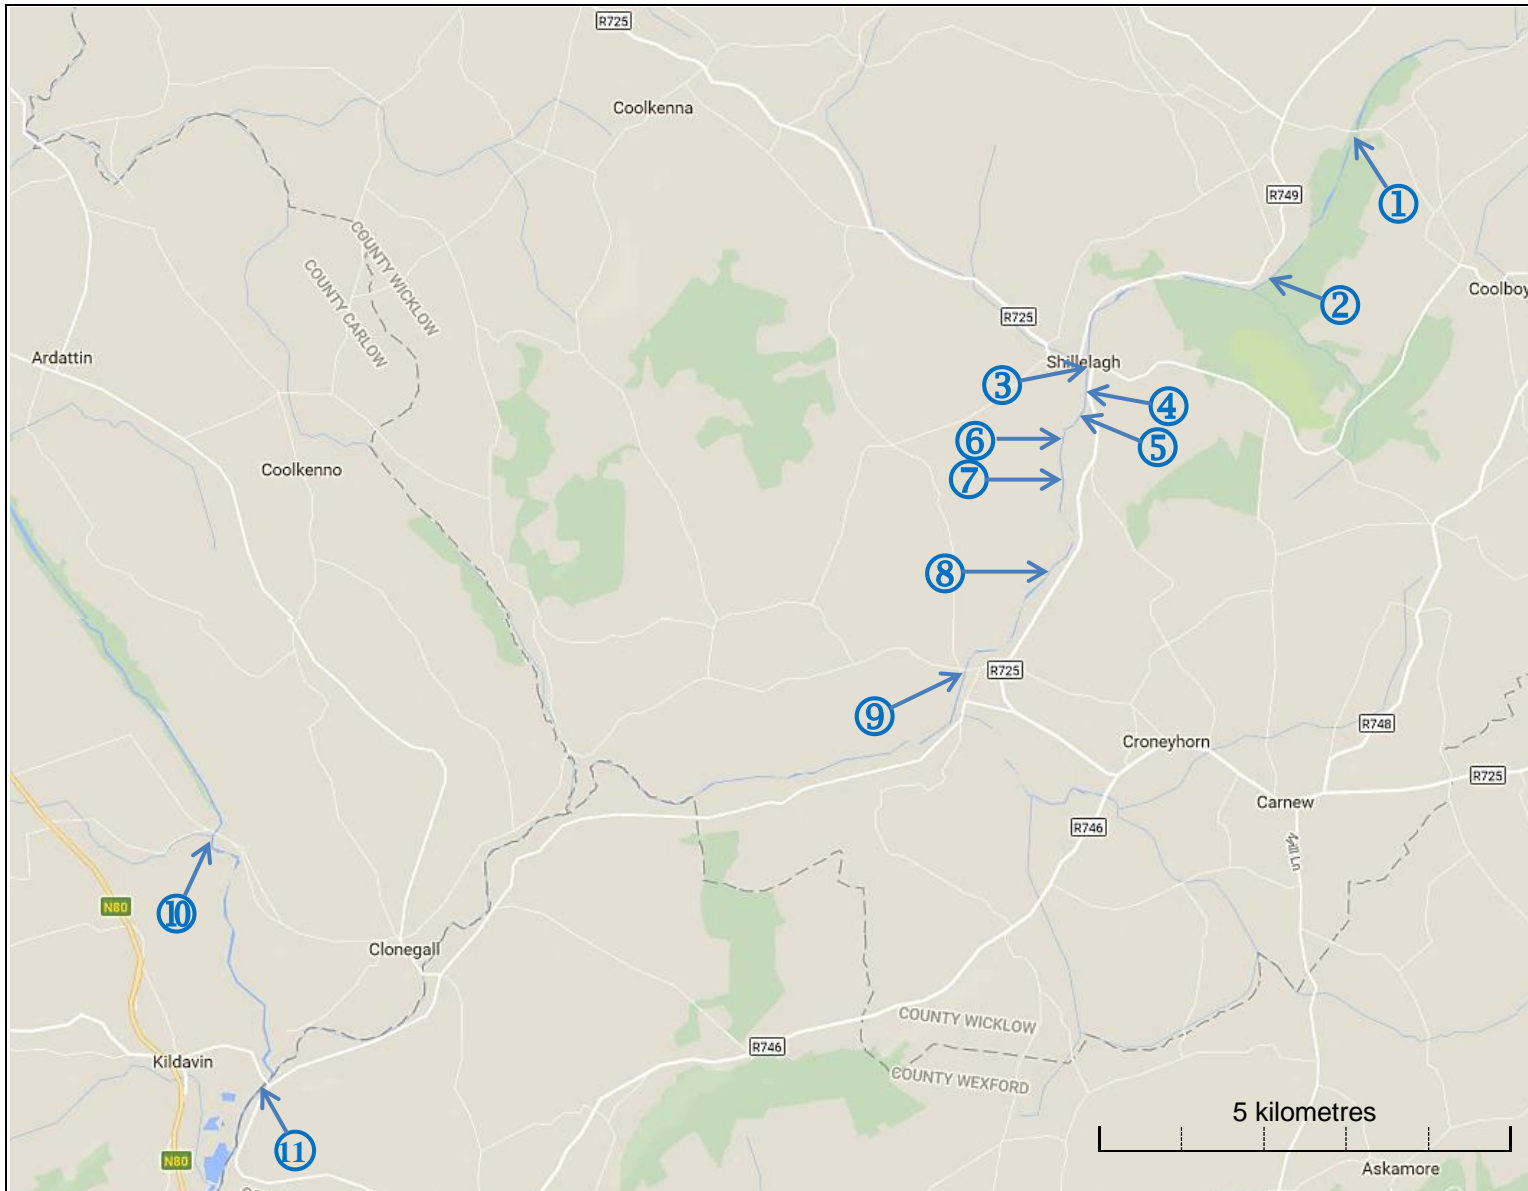 R725
Coolkenna
①
R749
②
Coolboy
COUNTY WICKLOW
COUNTY CARLOW
R725
Shillelagh
Ardattin
③
④
⑤
⑥
⑦
Coolkenno
⑧
R725
⑨
R748
Croneyhorn
R725
Carnew
R746
Mill Ln
⑩
N80
Clonegall
COUNTY WICKLOW
R746
Kildavin
COUNTY WEXFORD
5 kilometres
⑪
N80
Askamore